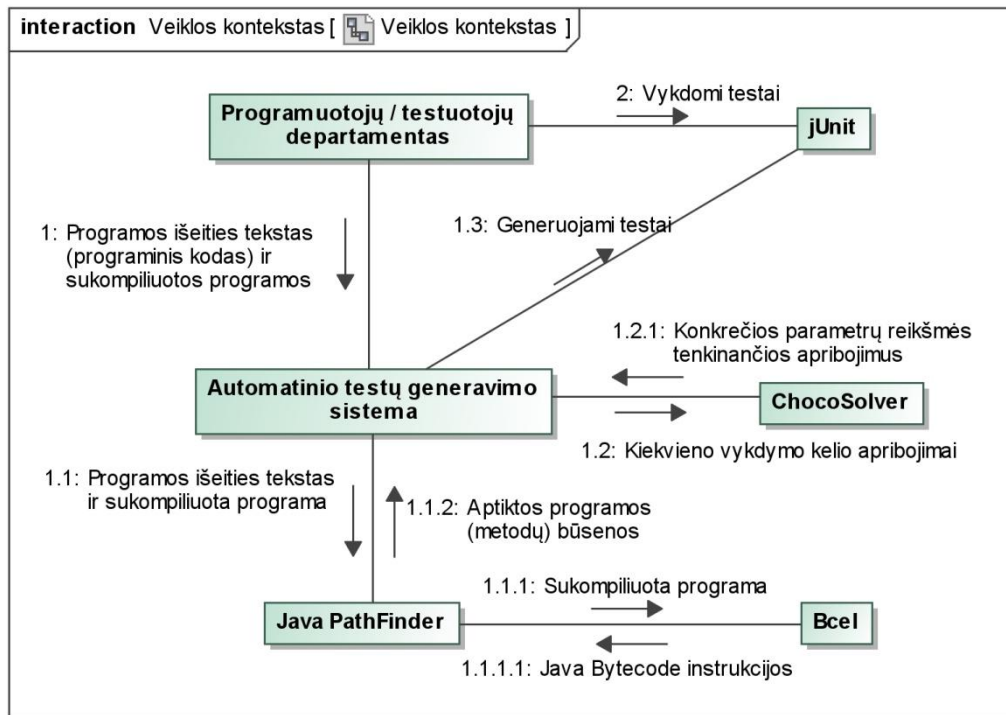 interaction Veiklos kontekstas [ Veiklos kontekstas ]
Programuotojų / testuotojų
departamentas
2: Vykdomi testai
jUnit
1: Programos išeities tekstas
(programinis kodas) ir
sukompiliuotos programos
1.3: Generuojami testai
1.2.1: Konkrečios parametrų reikšmės
tenkinančios apribojimus
Automatinio testų generavimo
sistema
ChocoSolver
1.2: Kiekvieno vykdymo kelio apribojimai
1.1: Programos išeities tekstas
ir sukompiliuota programa
1.1.2: Aptiktos programos
(metodų) būsenos
1.1.1: Sukompiliuota programa
Java PathFinder
Bcel
1.1.1.1: Java Bytecode instrukcijos